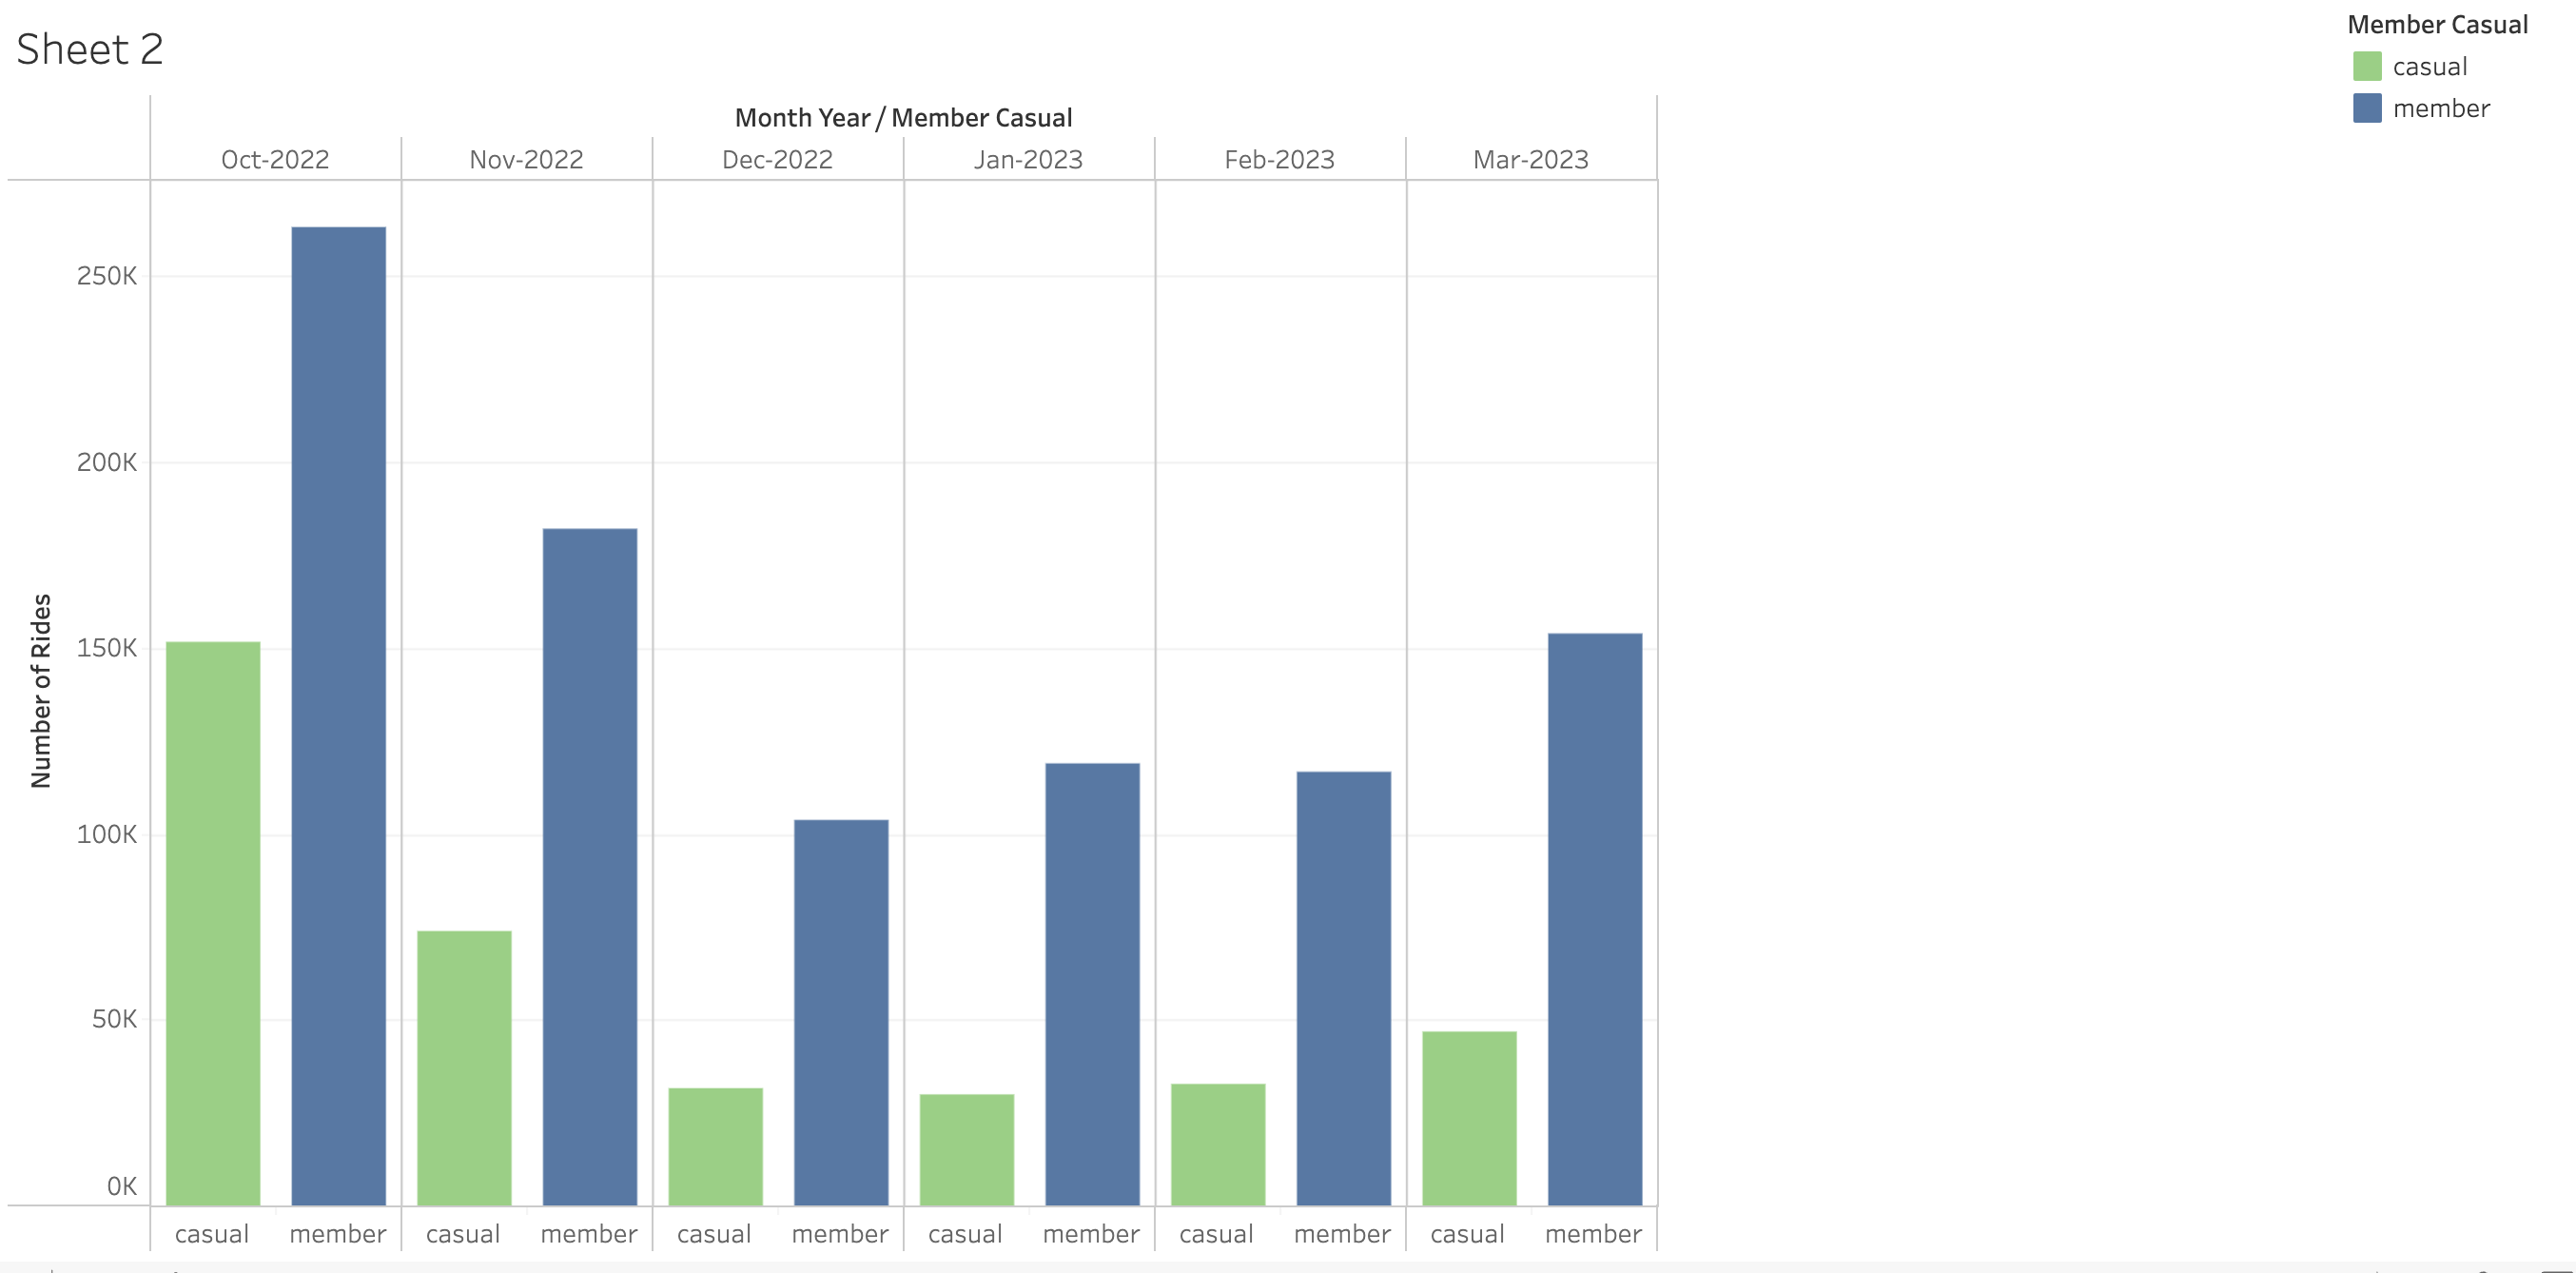 Sheet 2
Member Casual
casual
member
Month Year / Member Casual
Oct-2022 Nov-2022 Dec-2022 Jan-2023 Feb-2023 Mar-2023
Number of Rides
250K
200K
150K
100K
50K
0K
casual member casual member casual member casual member casual member casual member